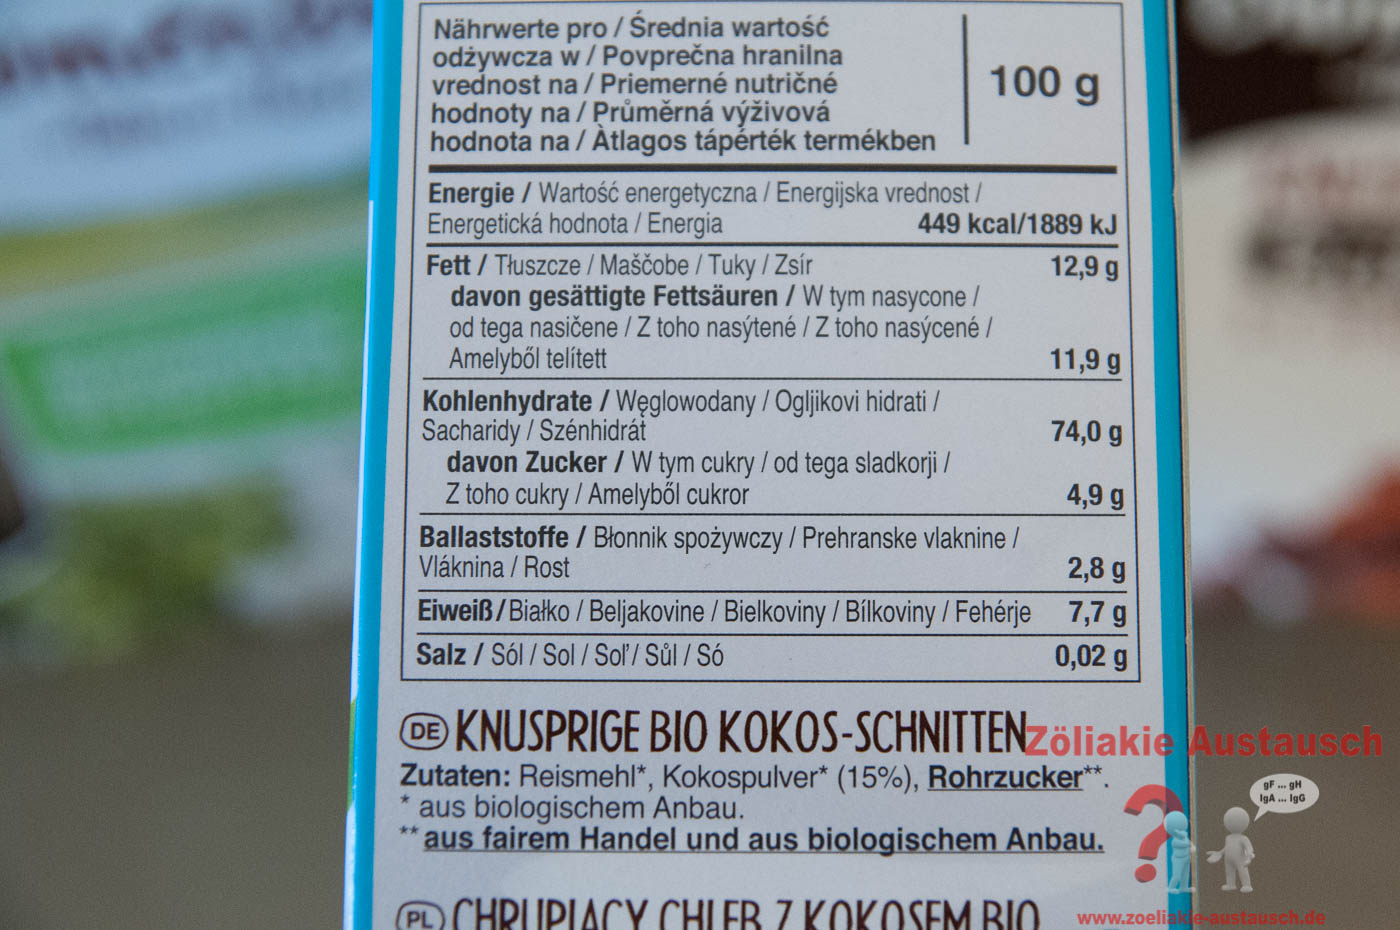 Nährwerte pro / Średnia wartość
odżywcza w / Povprečna hranilna
vrednost na / Priemerné nutričné
hodnoty na / Průměrná výživová
hodnota na / Àtlagos tápérték termékben
100 g
Energie / Wartość energetyczna / Energijska vrednost /
Energetická hodnota / Energia 449 kcal/1889 kJ
Fett / Tłuszcze / Maščobe / Tuky / Zsír 12,9 g
davon gesättigte Fettsäuren / W tym nasycone /
od tega nasičene / Z toho nasýtené / Z toho nasýcené /
Amelyből telített 11,9 g
Kohlenhydrate / Węglowodany / Ogljikovi hidrati /
Sacharidy / Szénhidrát 74,0 g
davon Zucker / W tym cukry / od tega sladkorji /
Z toho cukry / Amelyből cukror 4,9 g
Ballaststoffe / Błonnik spożywczy / Prehranske vlaknine /
Vláknina / Rost 2,8 g
Eiweiß/Białko / Beljakovine / Bielkoviny / Bílkoviny / Fehérje 7,7 g
Salz / Sól / Sol / Soľ / Sůl / Só 0,02 g
DE KNUSPRIGE BIO KOKOS-SCHNITTEN
Zutaten: Reismehl*, Kokospulver* (15%), Rohrzucker**.
* aus biologischem Anbau.
** aus fairem Handel und aus biologischem Anbau.
PL CHRUPIĄCY CHLEB Z KOKOSEM BIO
Zöliakie Austausch
gF ... gH
IgA ... IgG
www.zoeliakie-austausch.de